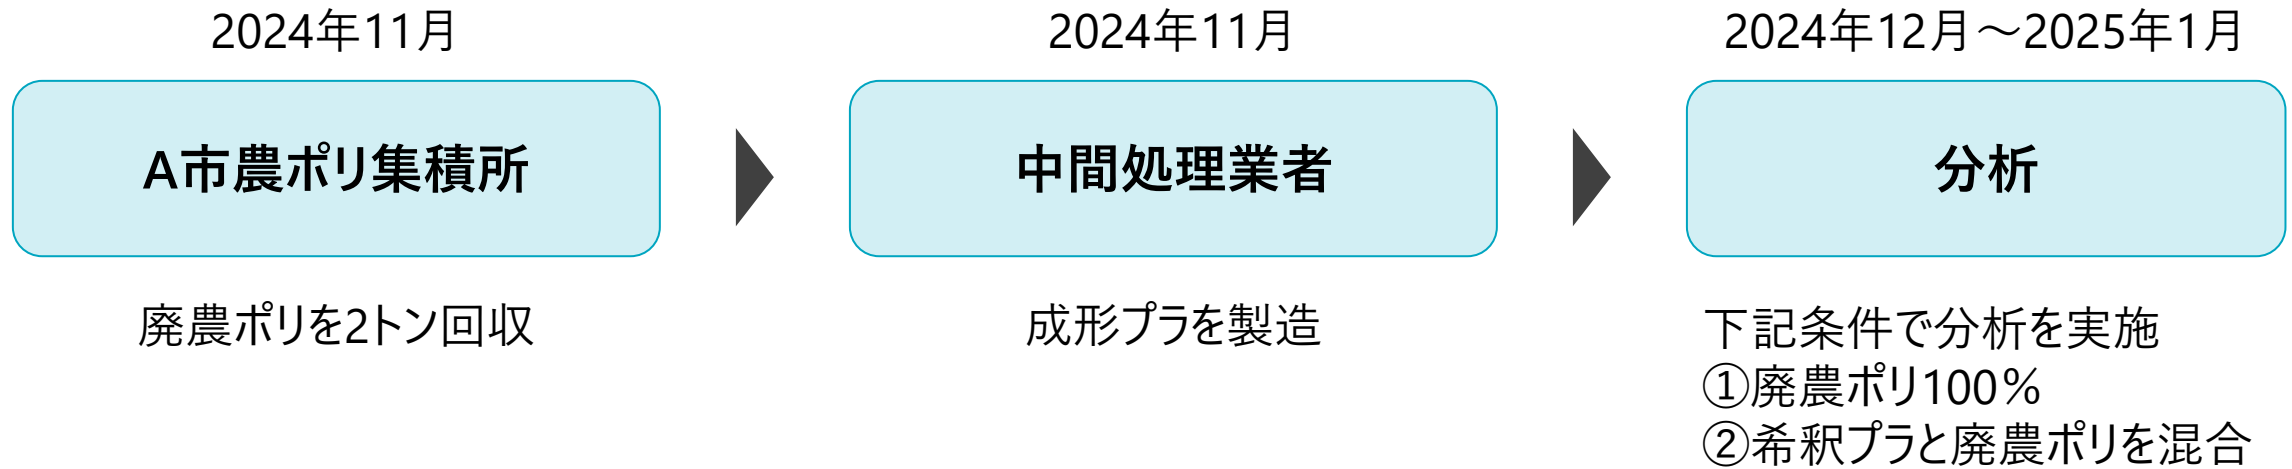 2024年11月
A市農ポリ集積所
廃農ポリを2トン回収
2024年11月
中間処理業者
成形プラを製造
2024年12月～2025年1月
分析
下記条件で分析を実施
①廃農ポリ100％
②希釈プラと廃農ポリを混合